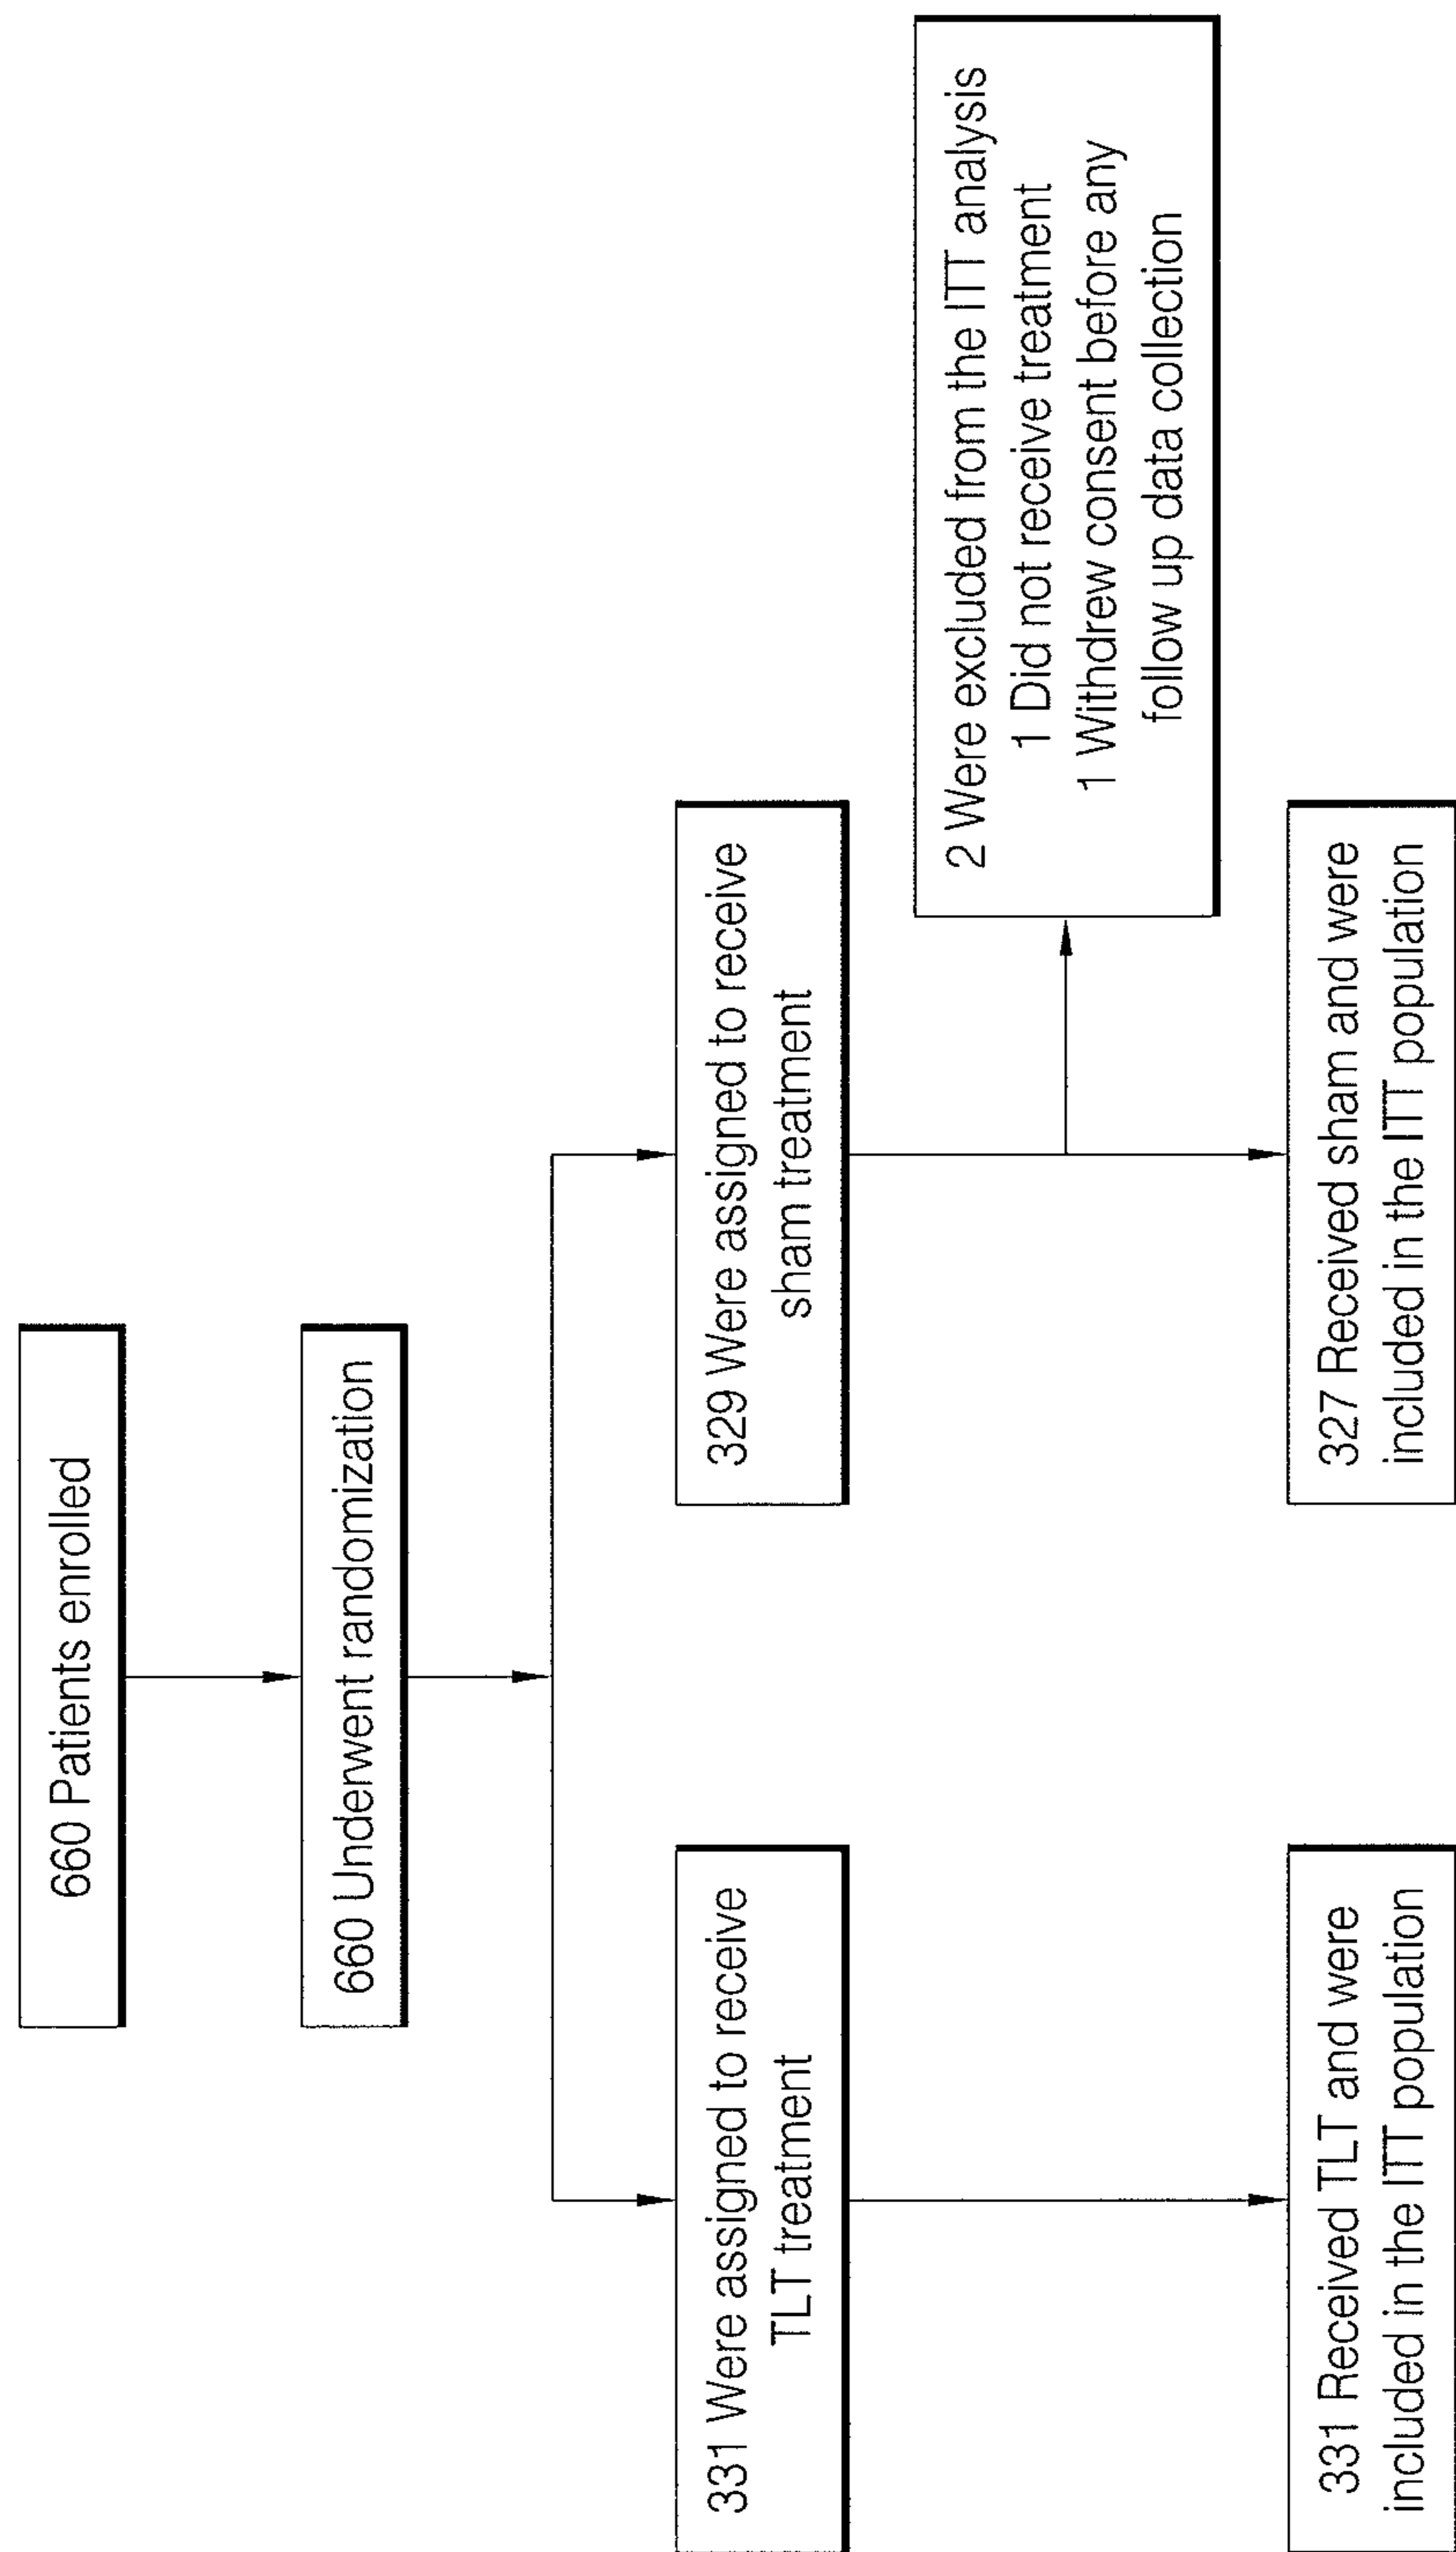 660 Patients enrolled
660 Underwent randomization
331 Were assigned to receive
TLT treatment
329 Were assigned to receive
sham treatment
2 Were excluded from the ITT analysis
1 Did not receive treatment
1 Withdrew consent before any
follow up data collection
331 Received TLT and were
included in the ITT population
327 Received sham and were
included in the ITT population